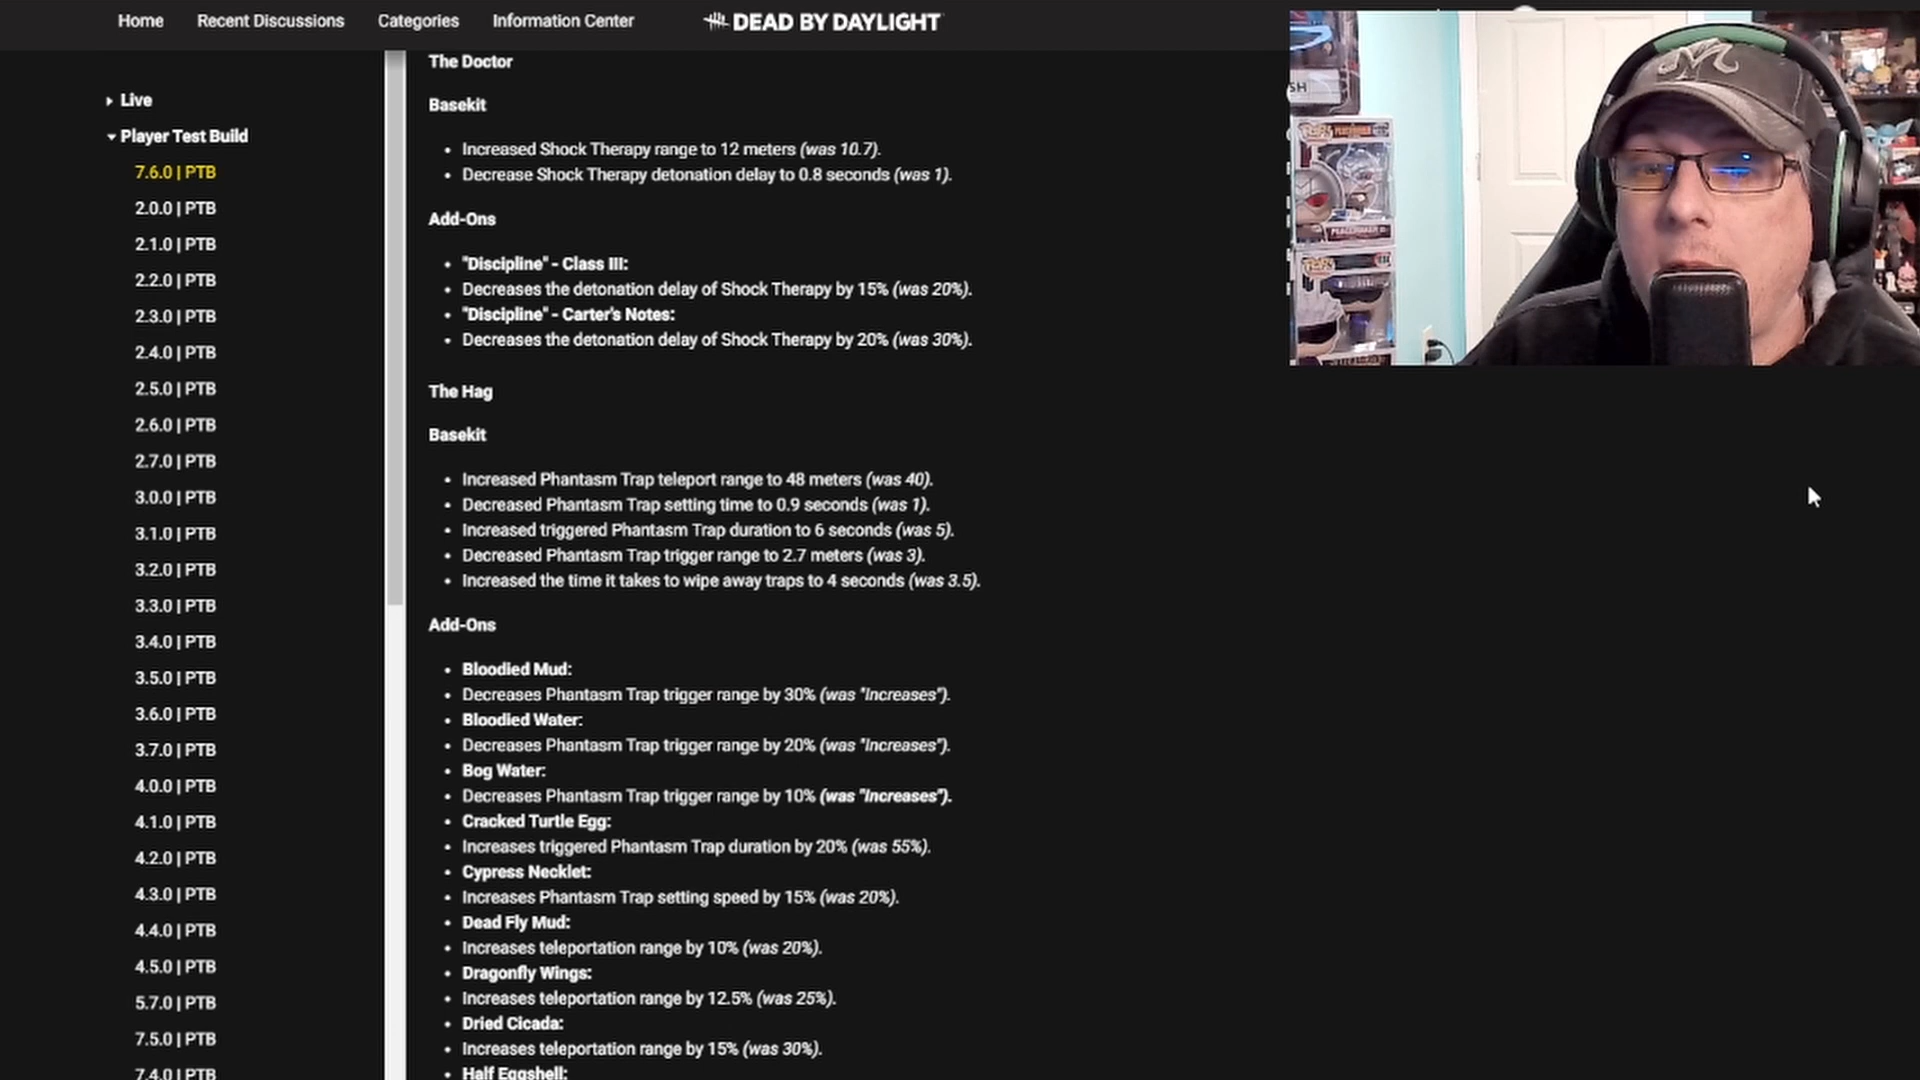 Home Recent Discussions Categories Information Center DEAD BY DAYLIGHT
Live
Player Test Build
7.6.0 | PTB
2.0.0 | PTB
2.1.0 | PTB
2.2.0 | PTB
2.3.0 | PTB
2.4.0 | PTB
2.5.0 | PTB
2.6.0 | PTB
2.7.0 | PTB
3.0.0 | PTB
3.1.0 | PTB
3.2.0 | PTB
3.3.0 | PTB
3.4.0 | PTB
3.5.0 | PTB
3.6.0 | PTB
3.7.0 | PTB
4.0.0 | PTB
4.1.0 | PTB
4.2.0 | PTB
4.3.0 | PTB
4.4.0 | PTB
4.5.0 | PTB
5.7.0 | PTB
7.5.0 | PTB
7.4.0 | PTB
The Doctor
Basekit
• Increased Shock Therapy range to 12 meters (was 10.7).
• Decrease Shock Therapy detonation delay to 0.8 seconds (was 1).
Add-Ons
• "Discipline" - Class III:
• Decreases the detonation delay of Shock Therapy by 15% (was 20%).
• "Discipline" - Carter's Notes:
• Decreases the detonation delay of Shock Therapy by 20% (was 30%).
The Hag
Basekit
• Increased Phantasm Trap teleport range to 48 meters (was 40).
• Decreased Phantasm Trap setting time to 0.9 seconds (was 1).
• Increased triggered Phantasm Trap duration to 6 seconds (was 5).
• Decreased Phantasm Trap trigger range to 2.7 meters (was 3).
• Increased the time it takes to wipe away traps to 4 seconds (was 3.5).
Add-Ons
• Bloodied Mud:
• Decreases Phantasm Trap trigger range by 30% (was "Increases").
• Bloodied Water:
• Decreases Phantasm Trap trigger range by 20% (was "Increases").
• Bog Water:
• Decreases Phantasm Trap trigger range by 10% (was "Increases").
• Cracked Turtle Egg:
• Increases triggered Phantasm Trap duration by 20% (was 55%).
• Cypress Necklet:
• Increases Phantasm Trap setting speed by 15% (was 20%).
• Dead Fly Mud:
• Increases teleportation range by 10% (was 20%).
• Dragonfly Wings:
• Increases teleportation range by 12.5% (was 25%).
• Dried Cicada:
• Increases teleportation range by 15% (was 30%).
• Half Eggshell:
SH
M